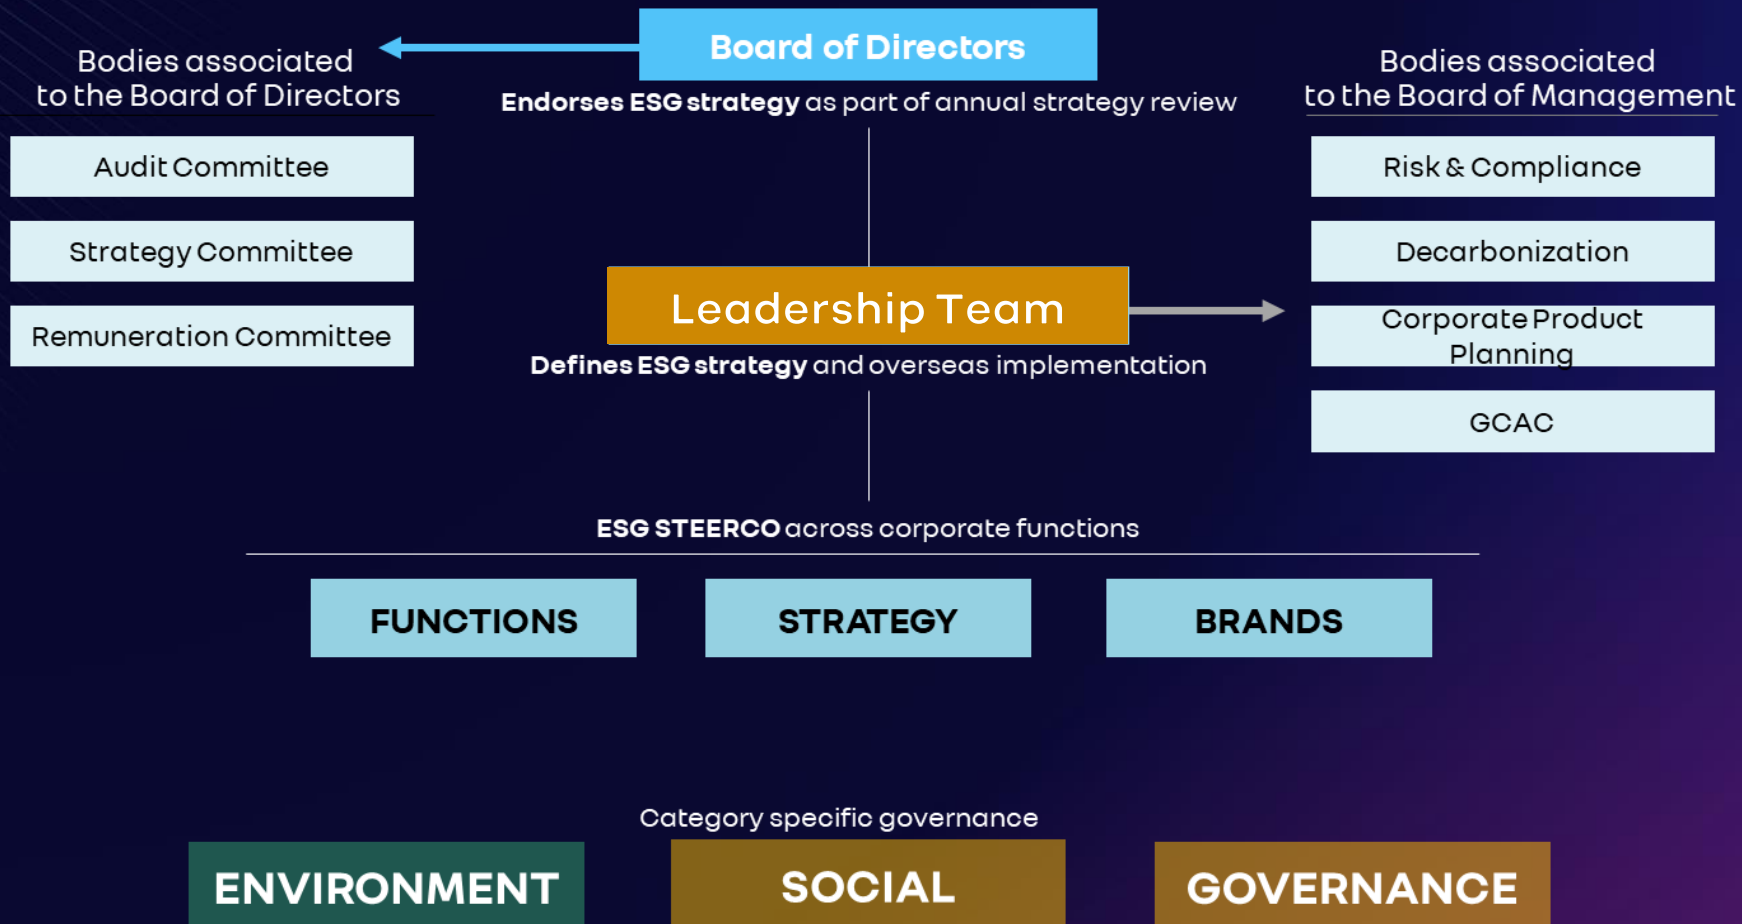 Board of Directors
Endorses ESG strategy as part of annual strategy review
Bodies associated
to the Board of Directors
Audit Committee
Strategy Committee
Remuneration Committee
Bodies associated
to the Board of Management
Risk & Compliance
Decarbonization
Corporate Product
Planning
GCAC
Leadership Team
Defines ESG strategy and overseas implementation
ESG STEERCO across corporate functions
FUNCTIONS
STRATEGY
BRANDS
Category specific governance
ENVIRONMENT
SOCIAL
GOVERNANCE